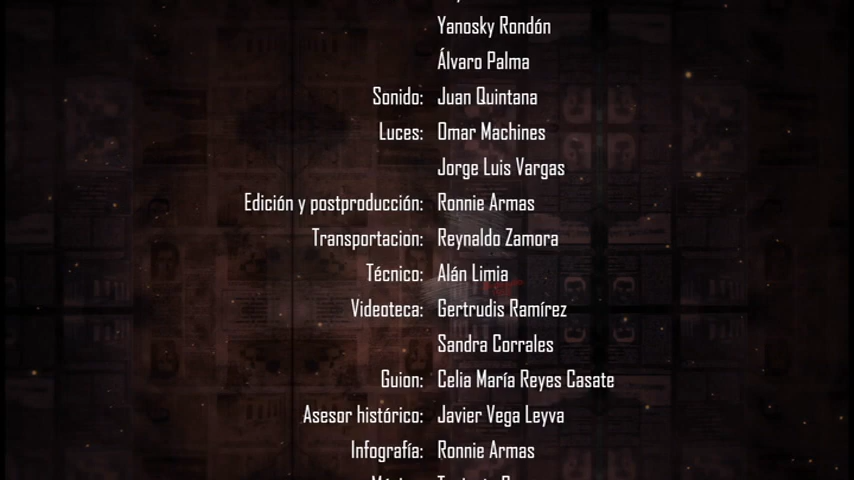 Yanosky Rondón
Álvaro Palma
Sonido: Juan Quintana
Luces: Omar Machines
Jorge Luis Vargas
Edición y postproducción: Ronnie Armas
Transportacion: Reynaldo Zamora
Técnico: Alán Limia
Videoteca: Gertrudis Ramírez
Sandra Corrales
Guion: Celia María Reyes Casate
Asesor histórico: Javier Vega Leyva
Infografía: Ronnie Armas